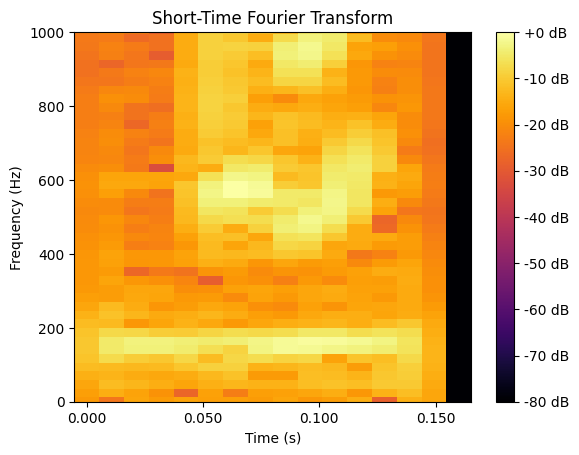 Short-Time Fourier Transform
1000
800
600
400
200
0
Frequency (Hz)
0.000
0.050
0.100
0.150
Time (s)
+0 dB
-10 dB
-20 dB
-30 dB
-40 dB
-50 dB
-60 dB
-70 dB
-80 dB